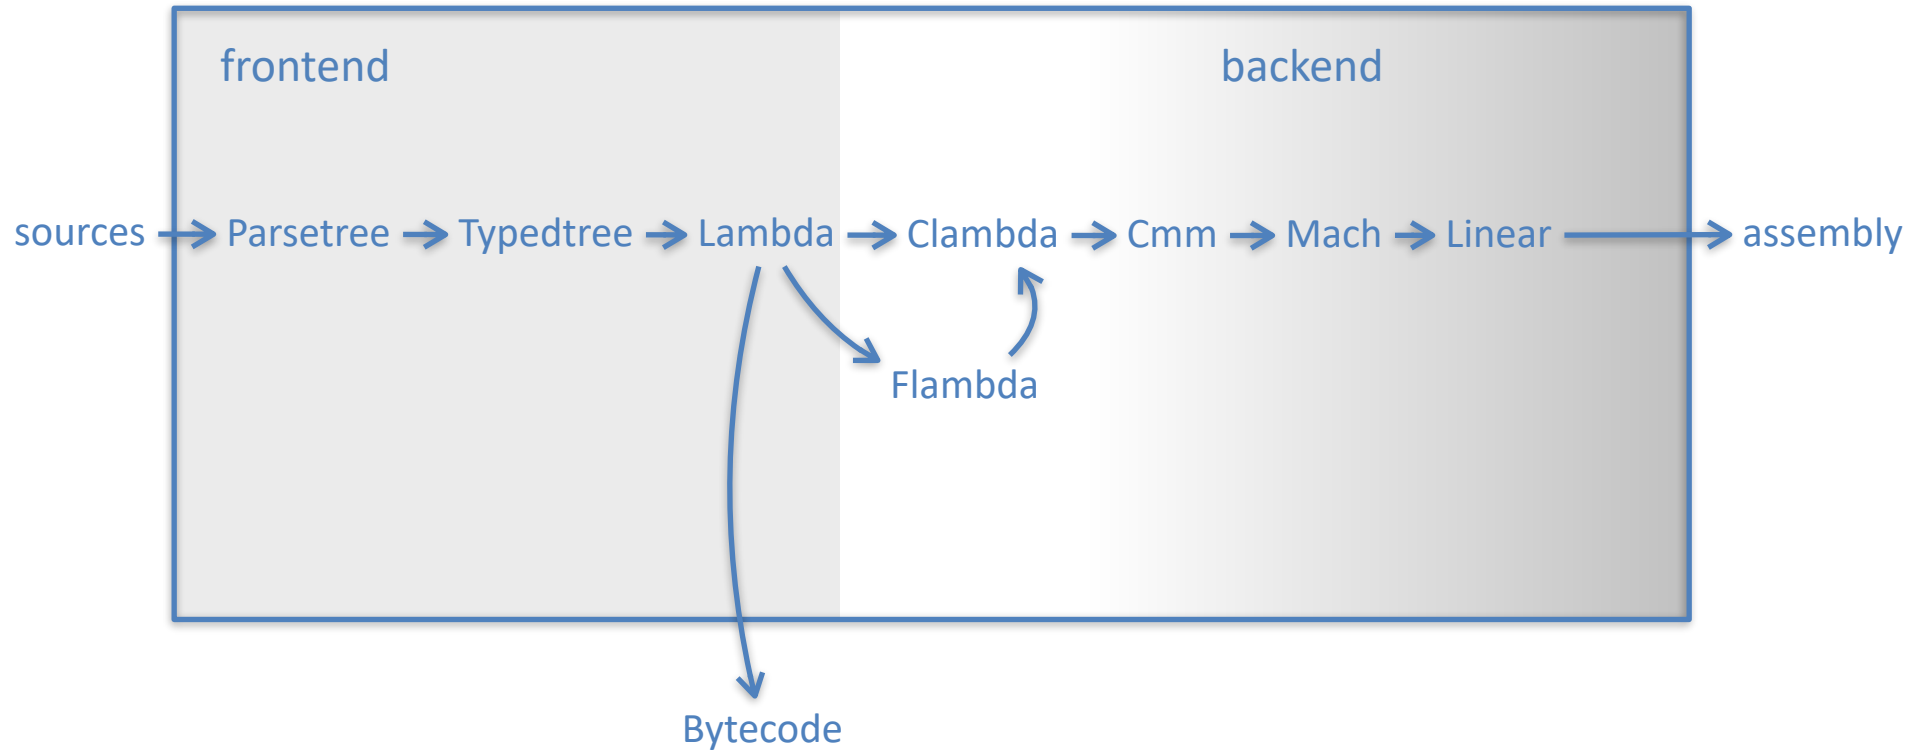 frontend
backend
sources
Parsetree
Typedtree
Lambda
Clambda
Cmm
Mach
Linear
assembly
Flambda
Bytecode